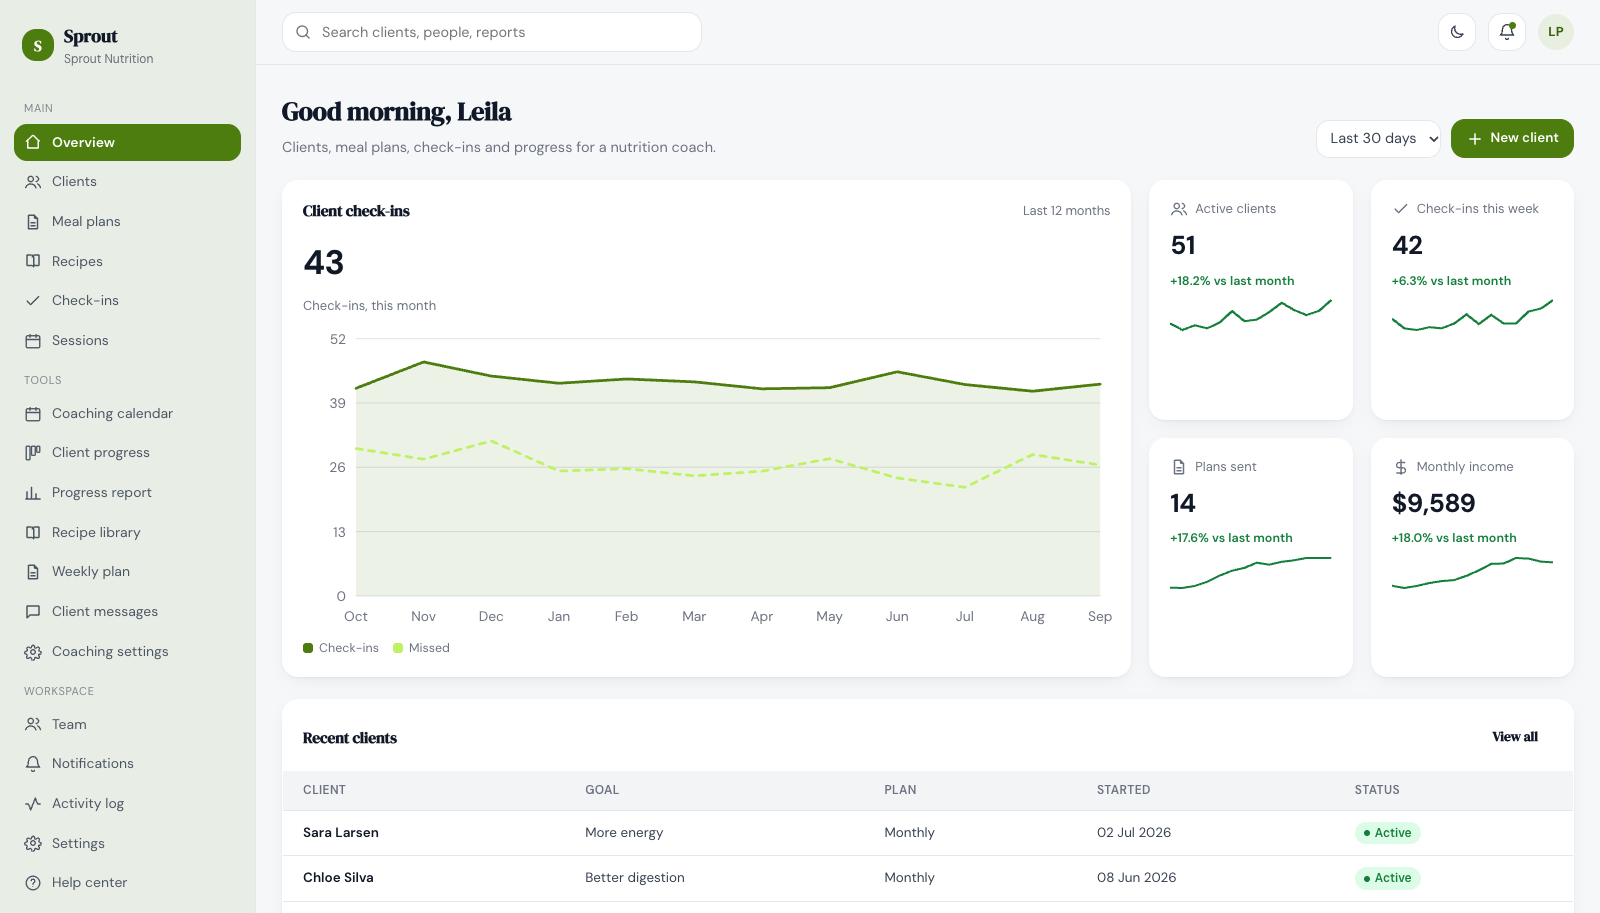 S
Sprout
Sprout Nutrition
MAIN
Overview
Clients
Meal plans
Recipes
Check-ins
Sessions
TOOLS
Coaching calendar
Client progress
Progress report
Recipe library
Weekly plan
Client messages
Coaching settings
WORKSPACE
Team
Notifications
Activity log
Settings
Help center
Search clients, people, reports
LP
Good morning, Leila
Clients, meal plans, check-ins and progress for a nutrition coach.
Last 30 days
New client
Client check-ins
Last 12 months
43
Check-ins, this month
52
39
26
13
0
Oct Nov Dec Jan Feb Mar Apr May Jun Jul Aug Sep
Check-ins Missed
Active clients
51
+18.2% vs last month
Check-ins this week
42
+6.3% vs last month
Plans sent
14
+17.6% vs last month
Monthly income
$9,589
+18.0% vs last month
Recent clients
View all
CLIENT GOAL PLAN STARTED STATUS
Sara Larsen More energy Monthly 02 Jul 2026 Active
Chloe Silva Better digestion Monthly 08 Jun 2026 Active